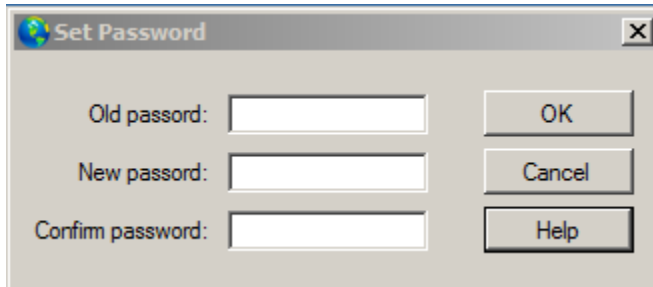 Set Password
Old passord:
OK
New passord:
Cancel
Confirm password:
Help